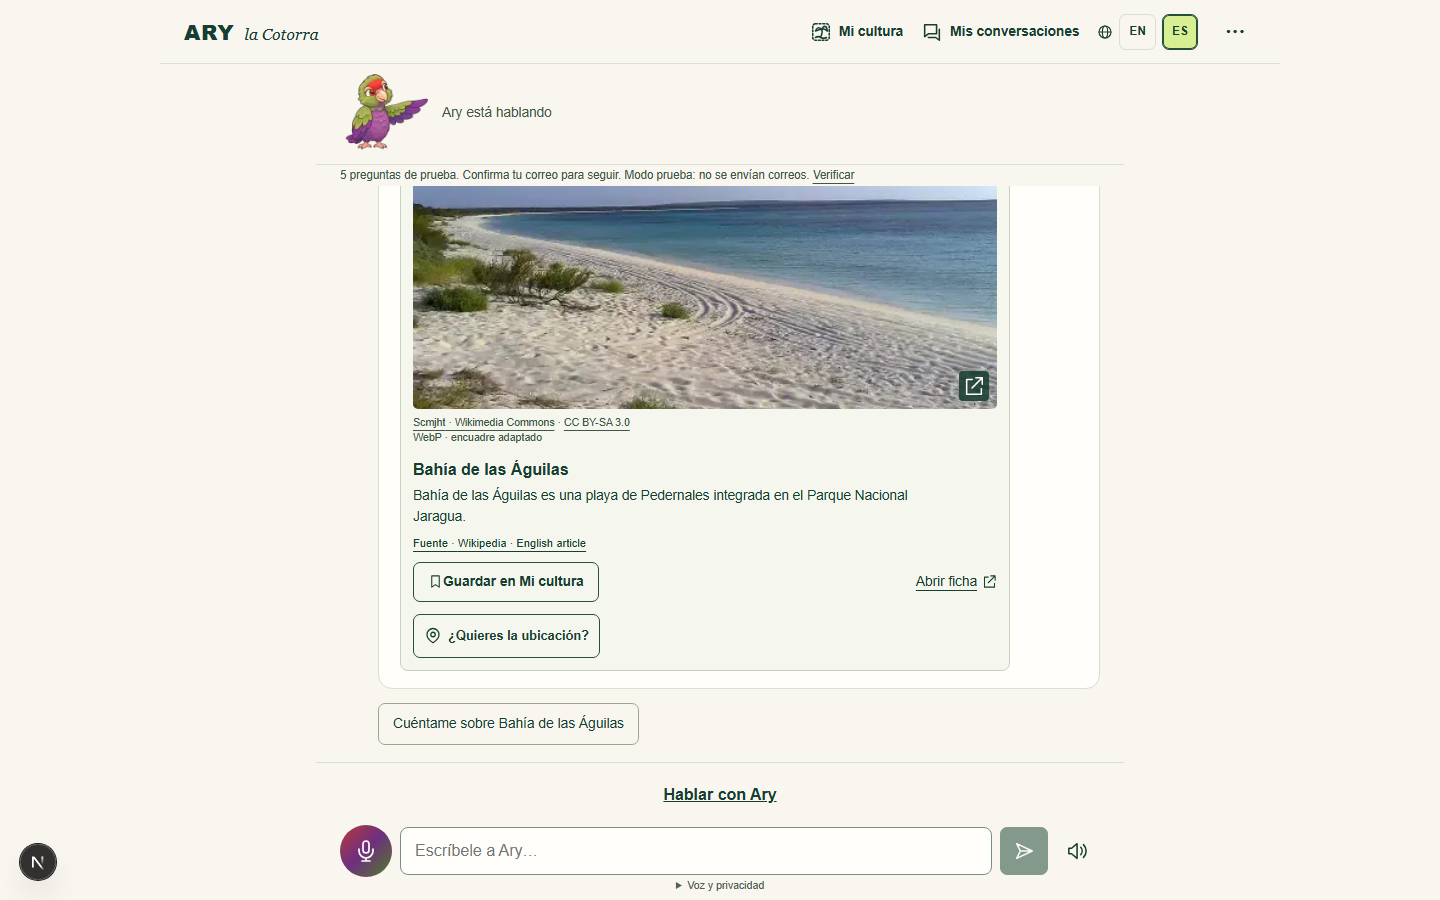 ARY la Cotorra
Mi cultura
Mis conversaciones
EN
ES
Ary está hablando
5 preguntas de prueba. Confirma tu correo para seguir. Modo prueba: no se envían correos. Verificar
Scmjht · Wikimedia Commons · CC BY-SA 3.0
WebP · encuadre adaptado
Bahía de las Águilas
Bahía de las Águilas es una playa de Pedernales integrada en el Parque Nacional
Jaragua.
Fuente · Wikipedia · English article
Guardar en Mi cultura
Abrir ficha
¿Quieres la ubicación?
Cuéntame sobre Bahía de las Águilas
Hablar con Ary
Escríbele a Ary…
N
Voz y privacidad